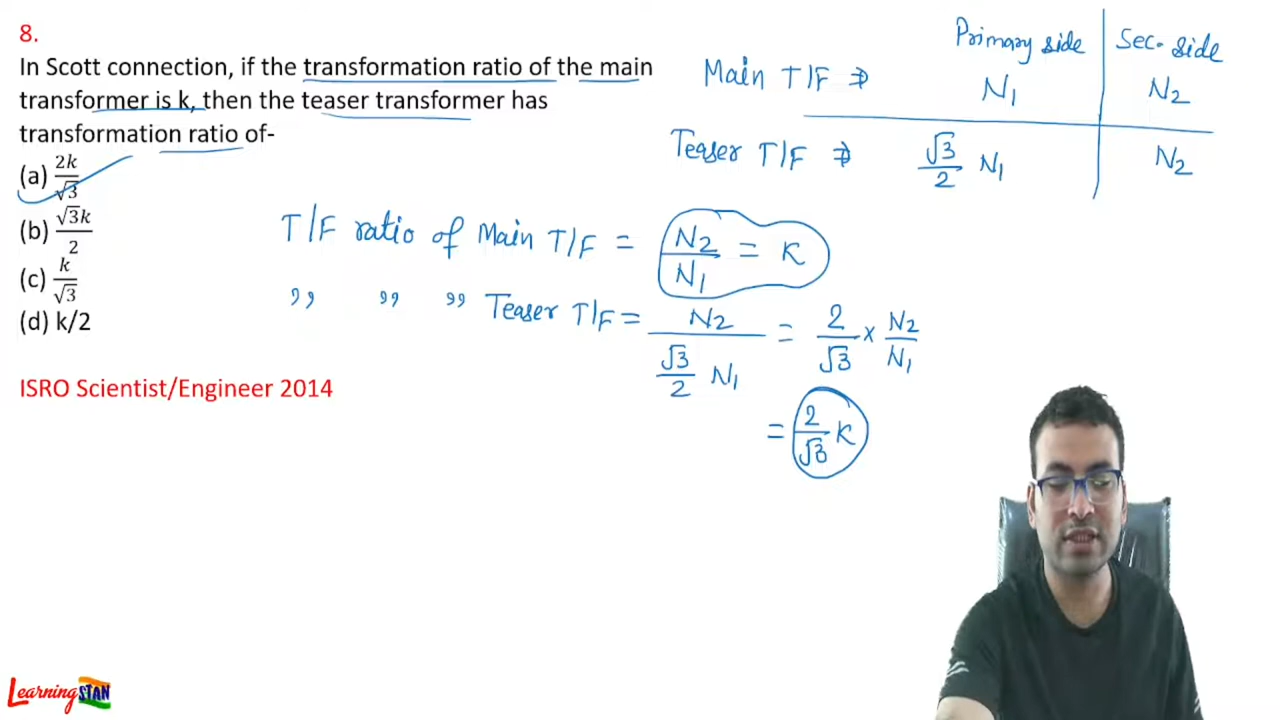 8.
In Scott connection, if the transformation ratio of the main
transformer is k, then the teaser transformer has
transformation ratio of-
(a) 2k/√3
(b) √3k/2
(c) k/√3
(d) k/2
ISRO Scientist/Engineer 2014
Primary side Sec. side
Main T/F ⇒ N₁ N₂
Teaser T/F ⇒ √3/2 N₁ N₂
T/F ratio of Main T/F = N₂/N₁ = K
,, ,, ,, Teaser T/F = N₂/(√3/2 N₁) = 2/√3 × N₂/N₁
= 2/√3 K
LearningSTAN